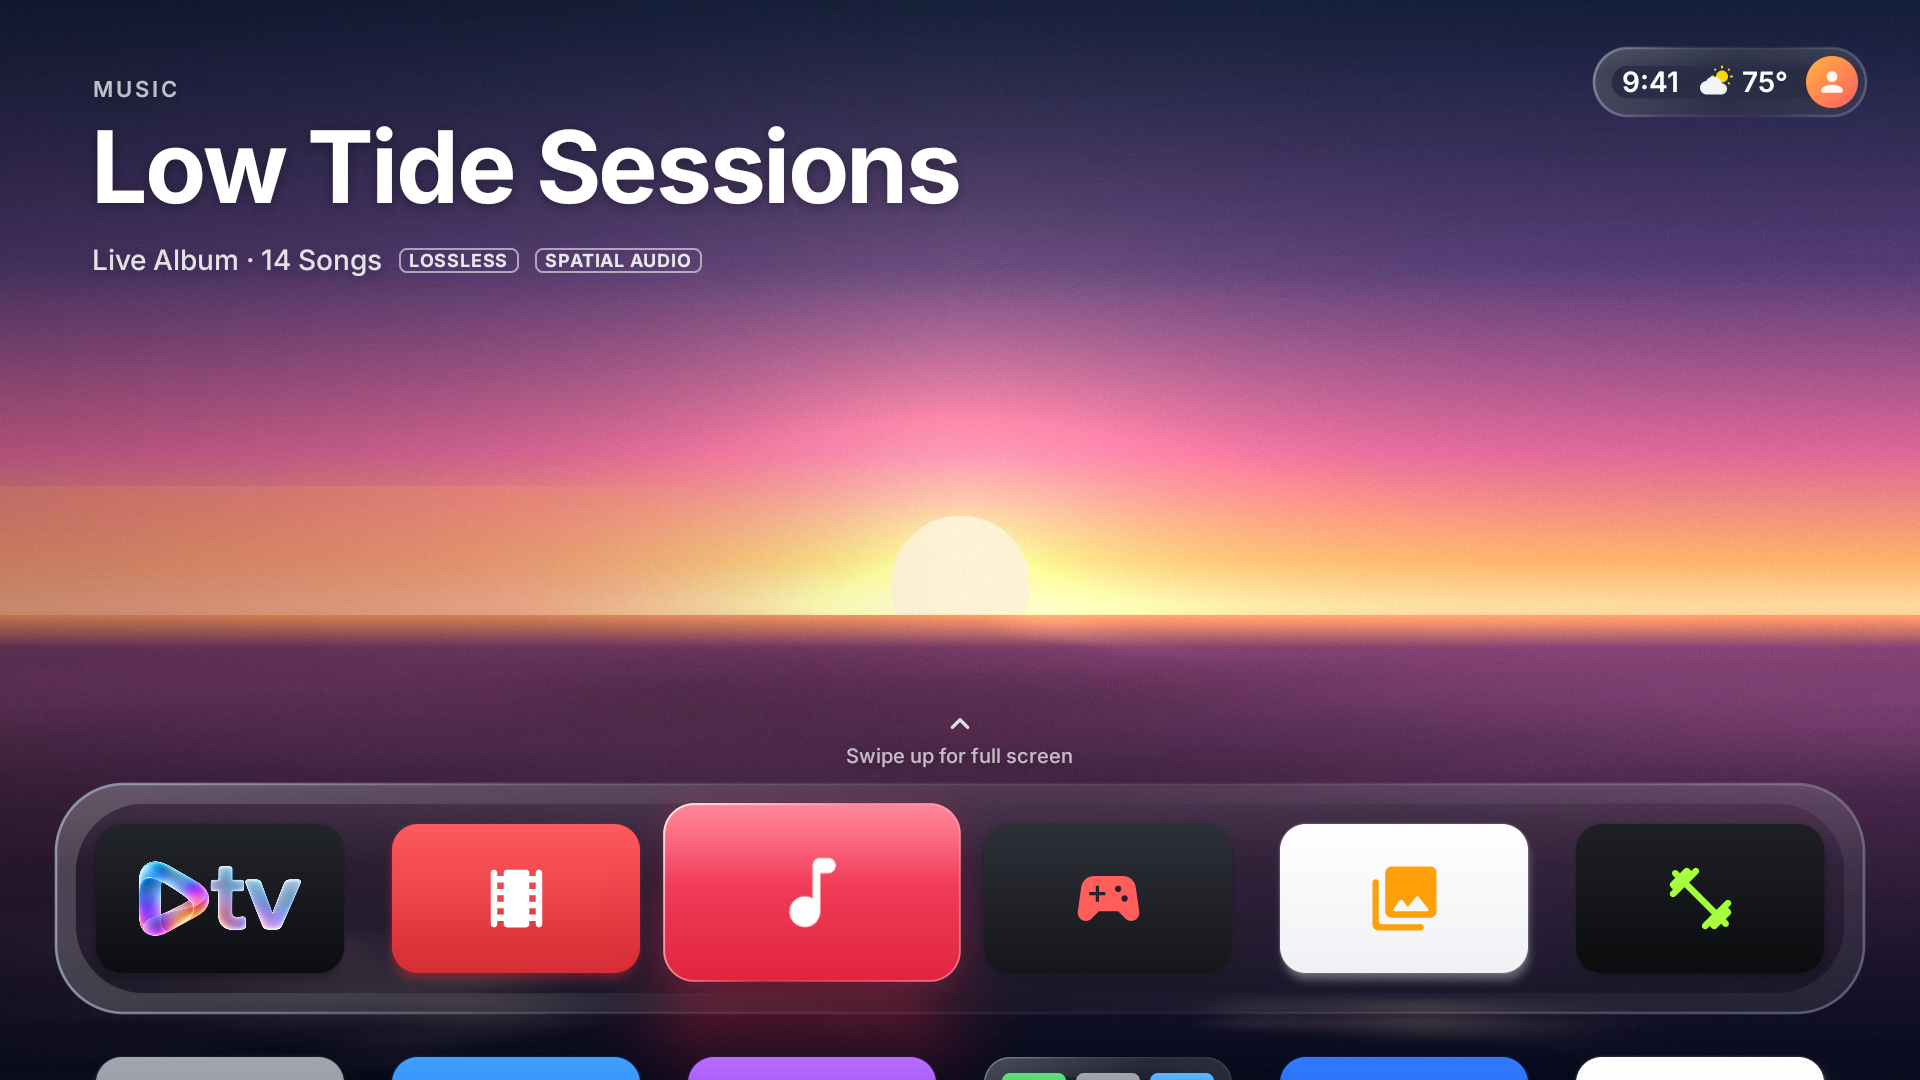 MUSIC
Low Tide Sessions
Live Album · 14 Songs LOSSLESS SPATIAL AUDIO
9:41 75°
Swipe up for full screen
tv